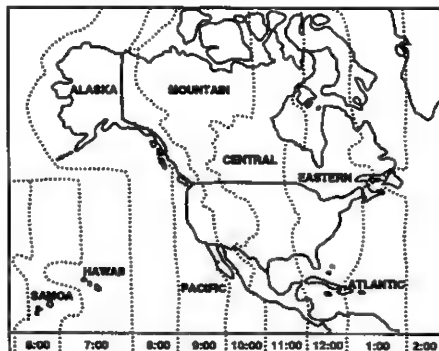 ALASKA MOUNTAIN
CENTRAL
EASTERN
HAWAII
SAMOA
PACIFIC
ATLANTIC
6:00 7:00 8:00 9:00 10:00 11:00 12:00 1:00 2:00